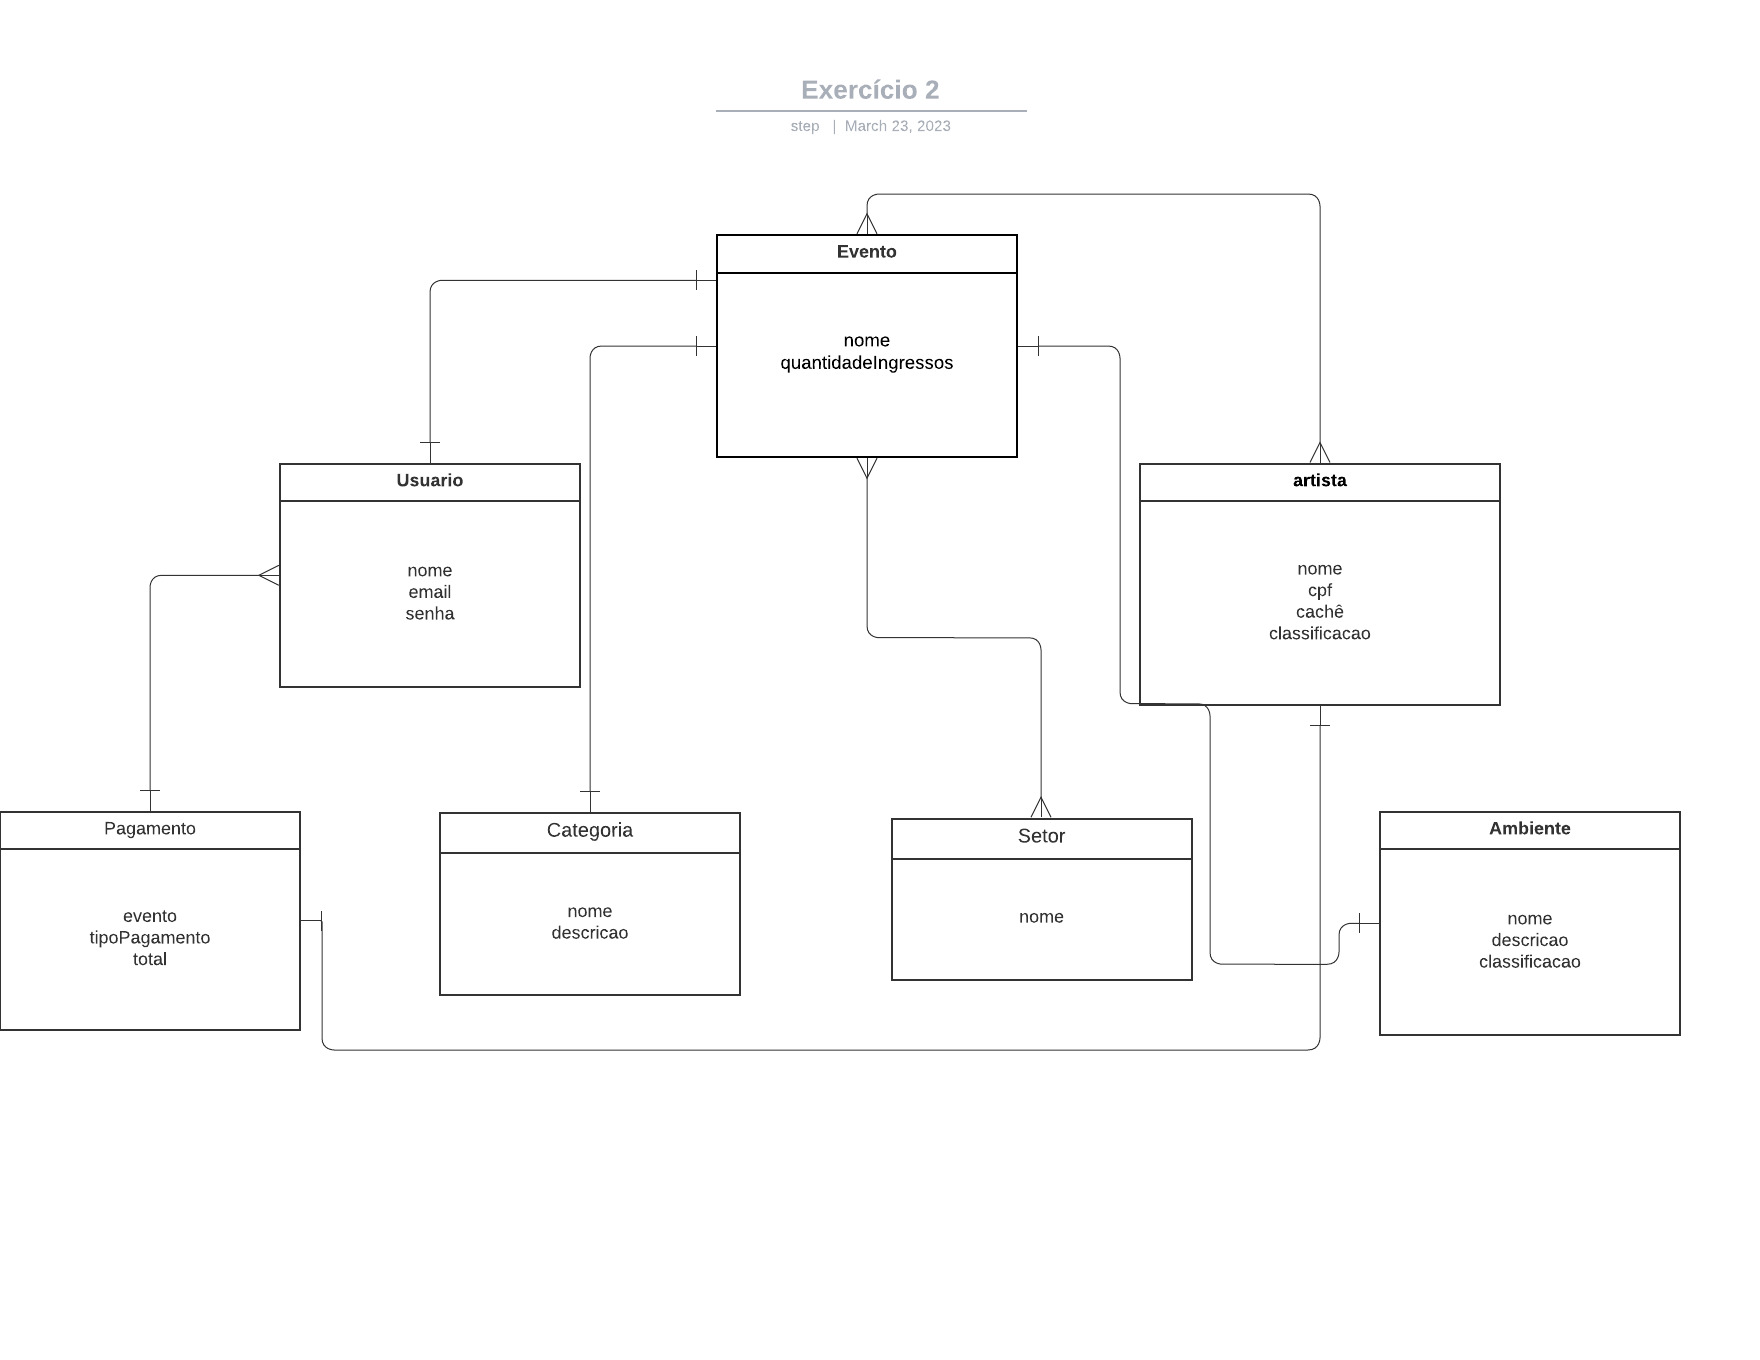 Exercício 2
step | March 23, 2023
Evento
nome
quantidadeIngressos
Usuario
nome
email
senha
artista
nome
cpf
cachê
classificacao
Pagamento
evento
tipoPagamento
total
Categoria
nome
descricao
Setor
nome
Ambiente
nome
descricao
classificacao